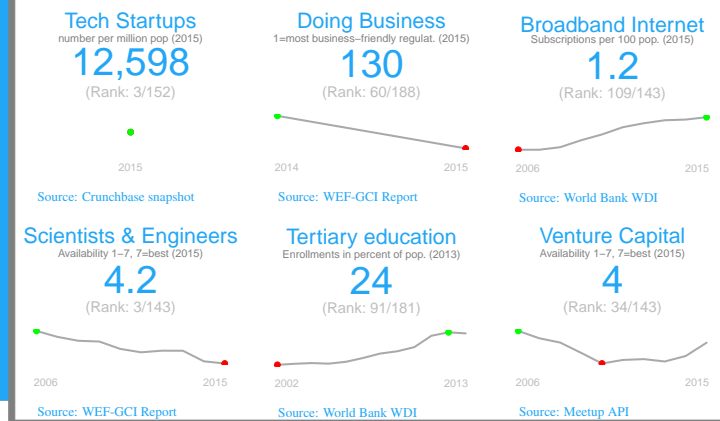 Tech Startups
number per million pop (2015)
12,598
(Rank: 3/152)
2015
Source: Crunchbase snapshot
Doing Business
1=most business−friendly regulat. (2015)
130
(Rank: 60/188)
2014 2015
Source: WEF-GCI Report
Broadband Internet
Subscriptions per 100 pop. (2015)
1.2
(Rank: 109/143)
2006 2015
Source: World Bank WDI
Scientists & Engineers
Availability 1−7, 7=best (2015)
4.2
(Rank: 3/143)
2006 2015
Source: WEF-GCI Report
Tertiary education
Enrollments in percent of pop. (2013)
24
(Rank: 91/181)
2002 2013
Source: World Bank WDI
Venture Capital
Availability 1−7, 7=best (2015)
4
(Rank: 34/143)
2006 2015
Source: Meetup API